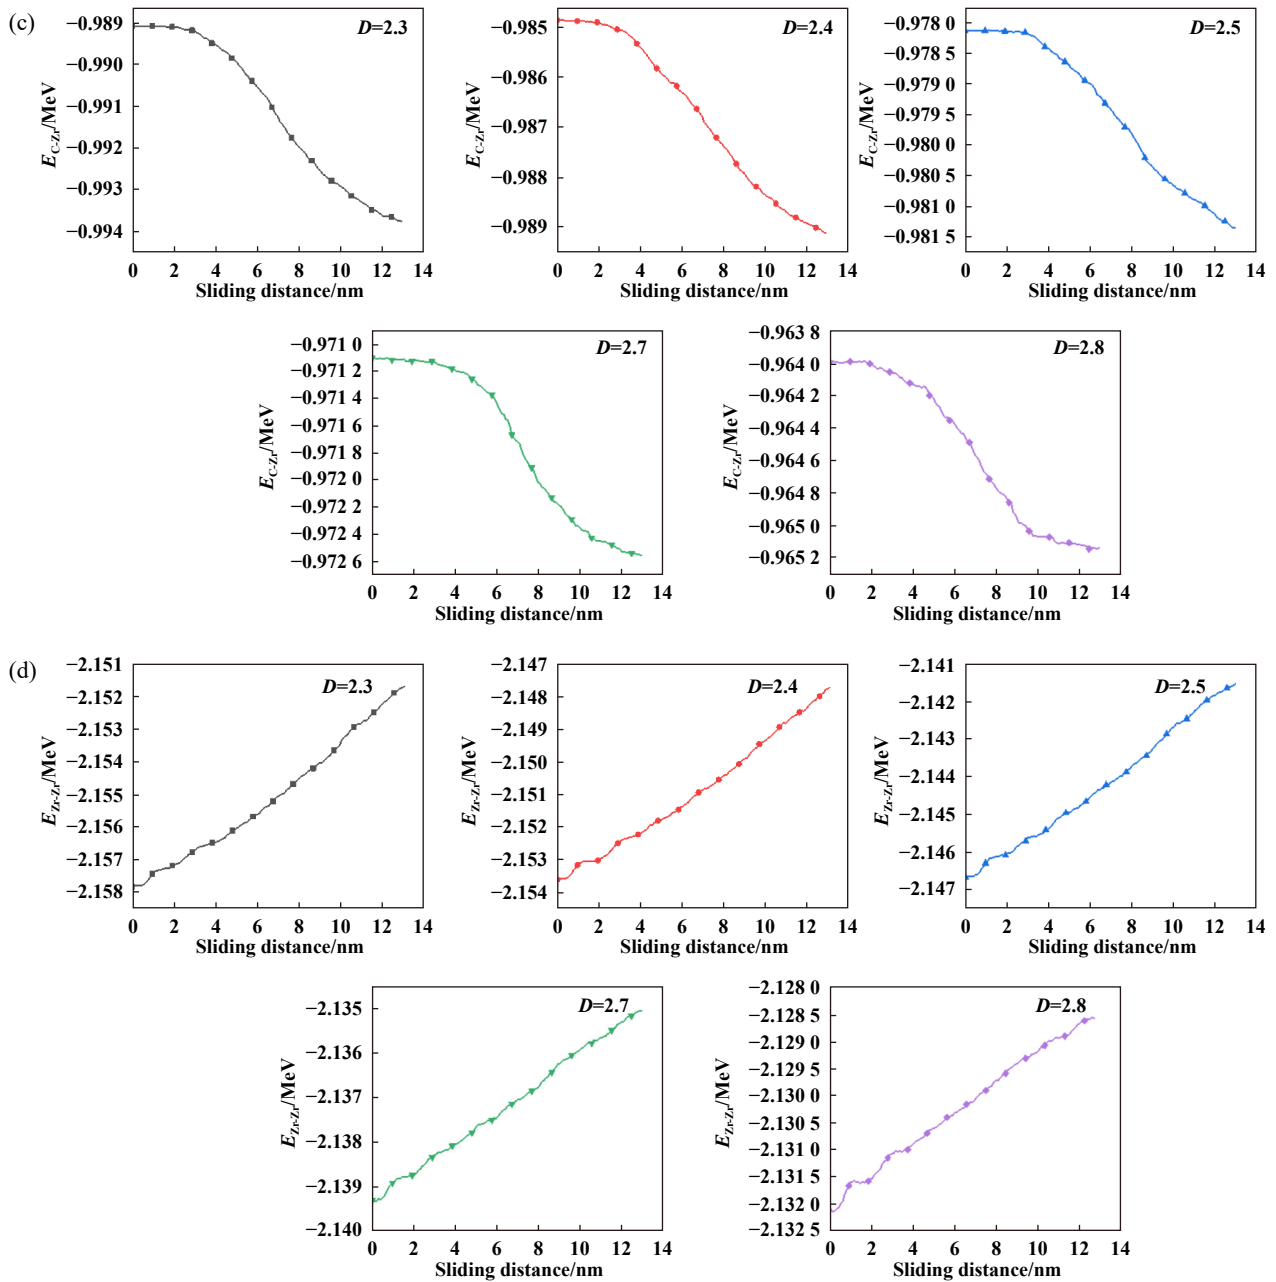 (c)
D=2.3
−0.989
−0.990
−0.991
−0.992
−0.993
−0.994
E_C-Zr/MeV
0 2 4 6 8 10 12 14
Sliding distance/nm
D=2.4
−0.985
−0.986
−0.987
−0.988
−0.989
E_C-Zr/MeV
0 2 4 6 8 10 12 14
Sliding distance/nm
D=2.5
−0.978 0
−0.978 5
−0.979 0
−0.979 5
−0.980 0
−0.980 5
−0.981 0
−0.981 5
E_C-Zr/MeV
0 2 4 6 8 10 12 14
Sliding distance/nm
D=2.7
−0.971 0
−0.971 2
−0.971 4
−0.971 6
−0.971 8
−0.972 0
−0.972 2
−0.972 4
−0.972 6
E_C-Zr/MeV
0 2 4 6 8 10 12 14
Sliding distance/nm
D=2.8
−0.963 8
−0.964 0
−0.964 2
−0.964 4
−0.964 6
−0.964 8
−0.965 0
−0.965 2
E_C-Zr/MeV
0 2 4 6 8 10 12 14
Sliding distance/nm
(d)
D=2.3
−2.151
−2.152
−2.153
−2.154
−2.155
−2.156
−2.157
−2.158
E_Zr-Zr/MeV
0 2 4 6 8 10 12 14
Sliding distance/nm
D=2.4
−2.147
−2.148
−2.149
−2.150
−2.151
−2.152
−2.153
−2.154
E_Zr-Zr/MeV
0 2 4 6 8 10 12 14
Sliding distance/nm
D=2.5
−2.141
−2.142
−2.143
−2.144
−2.145
−2.146
−2.147
E_Zr-Zr/MeV
0 2 4 6 8 10 12 14
Sliding distance/nm
D=2.7
−2.135
−2.136
−2.137
−2.138
−2.139
−2.140
E_Zr-Zr/MeV
0 2 4 6 8 10 12 14
Sliding distance/nm
D=2.8
−2.128 0
−2.128 5
−2.129 0
−2.129 5
−2.130 0
−2.130 5
−2.131 0
−2.131 5
−2.132 0
−2.132 5
E_Zr-Zr/MeV
0 2 4 6 8 10 12 14
Sliding distance/nm